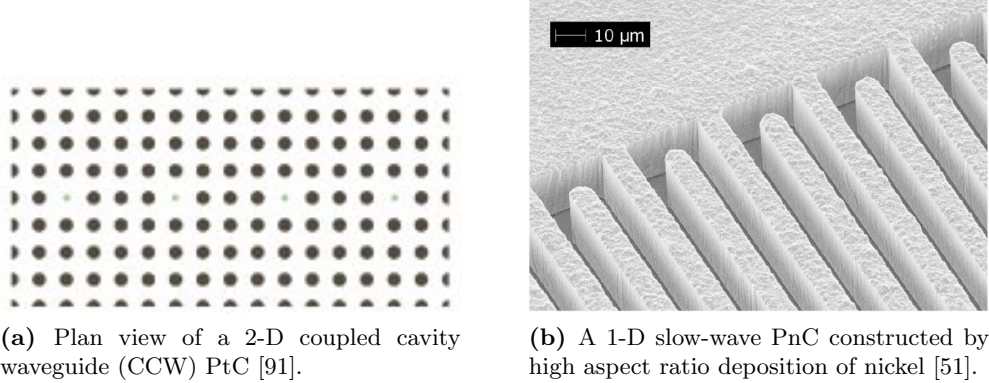 10 µm
(a) Plan view of a 2-D coupled cavity
waveguide (CCW) PtC [91].
(b) A 1-D slow-wave PnC constructed by
high aspect ratio deposition of nickel [51].